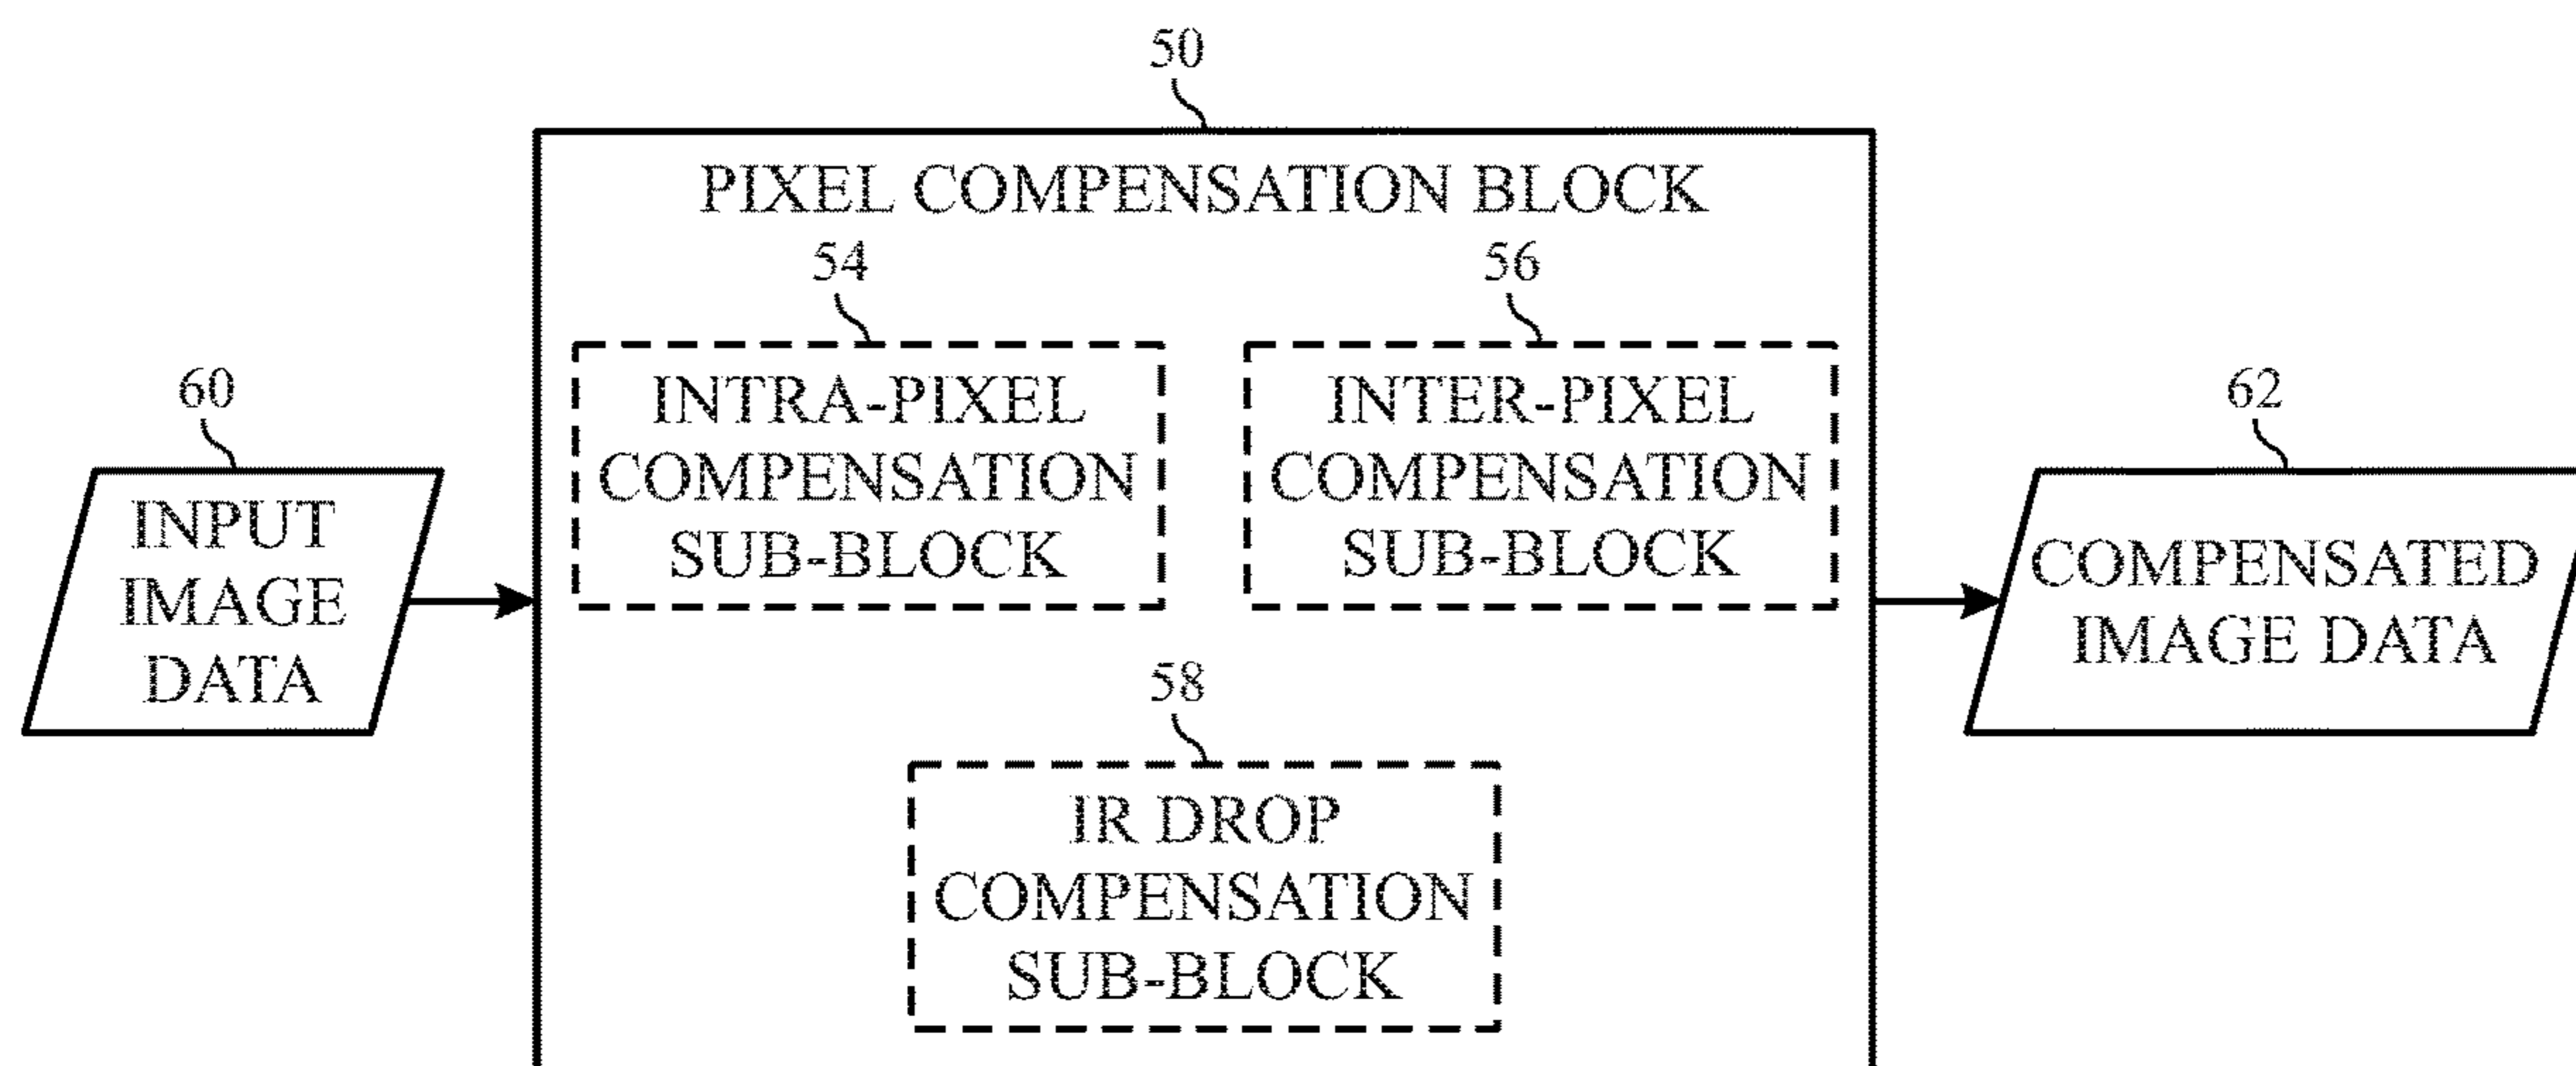 50
PIXEL COMPENSATION BLOCK
54
56
INTRA-PIXEL
COMPENSATION
SUB-BLOCK
INTER-PIXEL
COMPENSATION
SUB-BLOCK
60
INPUT
IMAGE
DATA
62
COMPENSATED
IMAGE DATA
58
IR DROP
COMPENSATION
SUB-BLOCK